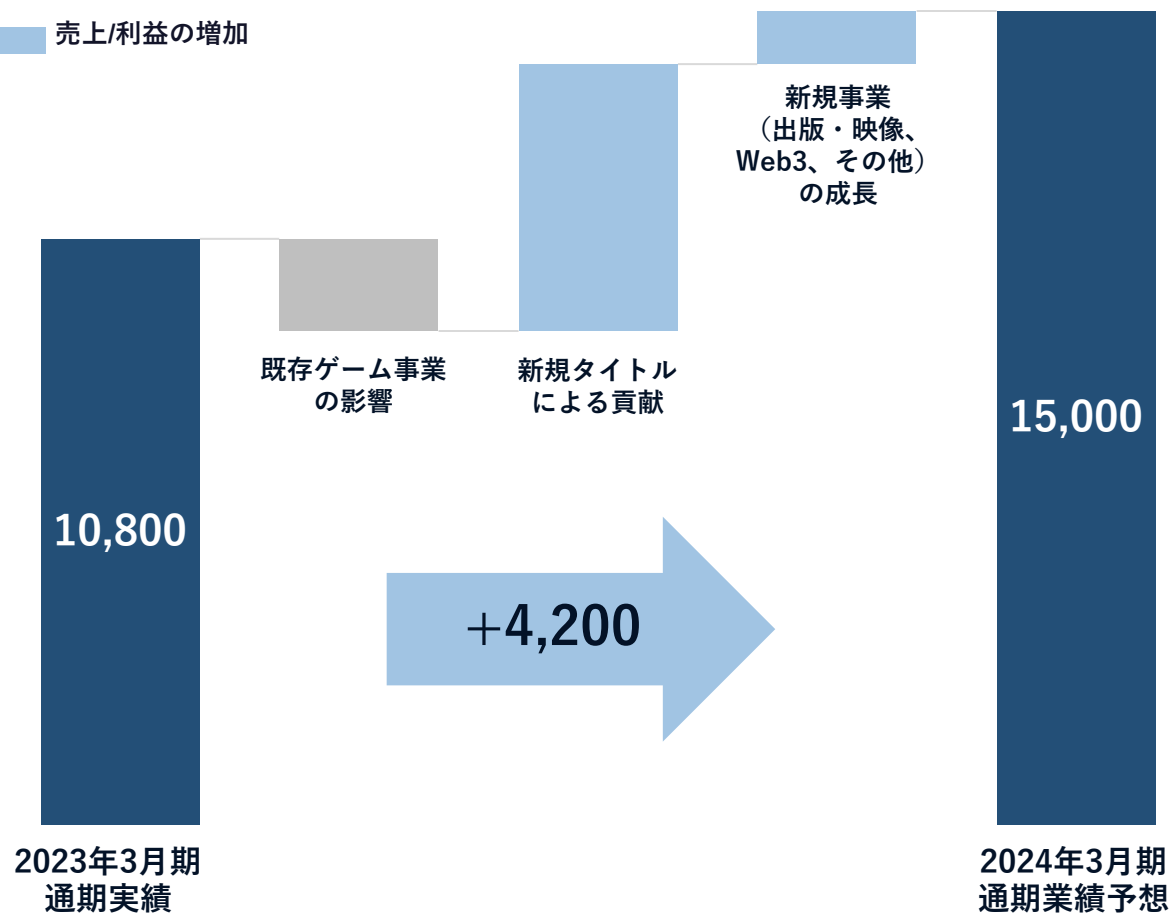 売上/利益の増加
新規事業
（出版・映像、
Web3、その他）
の成長
既存ゲーム事業
の影響
新規タイトル
による貢献
15,000
10,800
+4,200
2023年3月期
通期実績
2024年3月期
通期業績予想